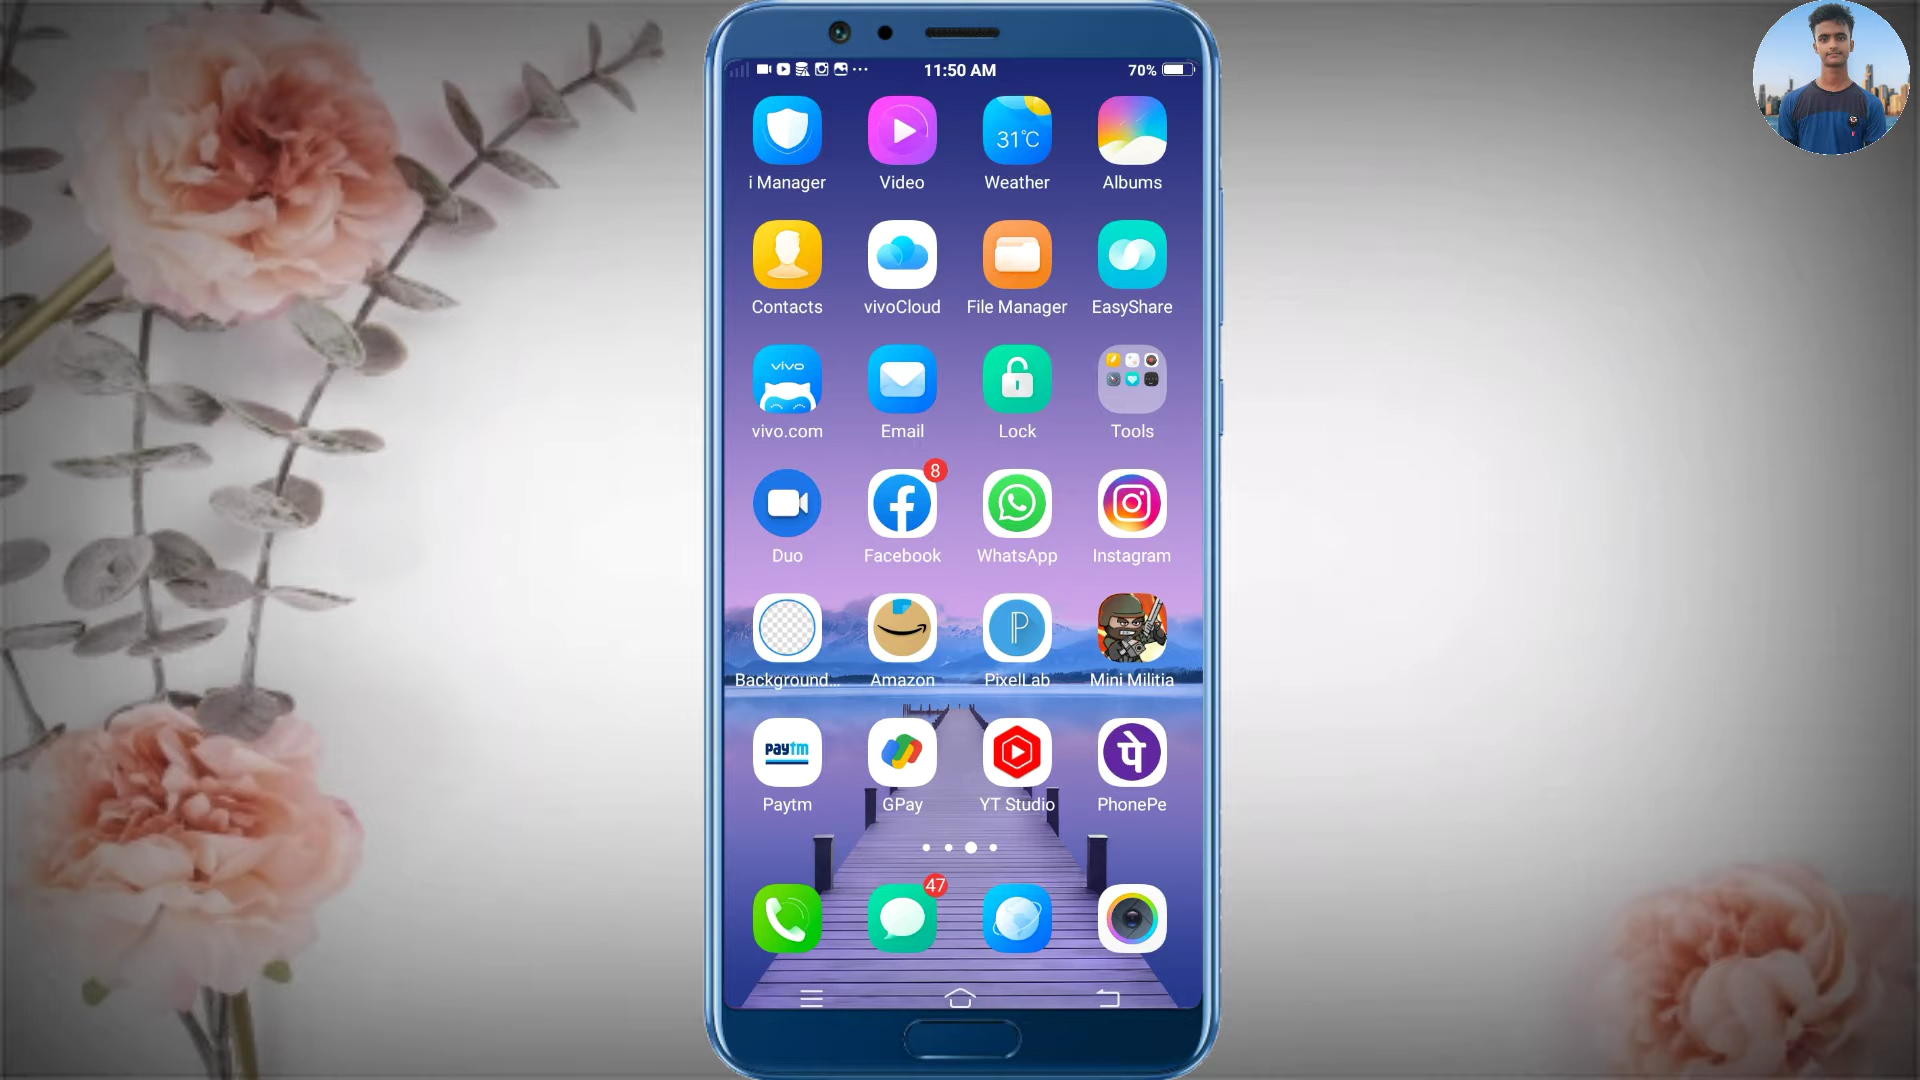 11:50 AM
70%
31°C
i Manager
Video
Weather
Albums
Contacts
vivoCloud
File Manager
EasyShare
vivo
vivo.com
Email
Lock
Tools
8
Duo
Facebook
WhatsApp
Instagram
P
Background...
Amazon
PixelLab
Mini Militia
paytm
पे
Paytm
GPay
YT Studio
PhonePe
47